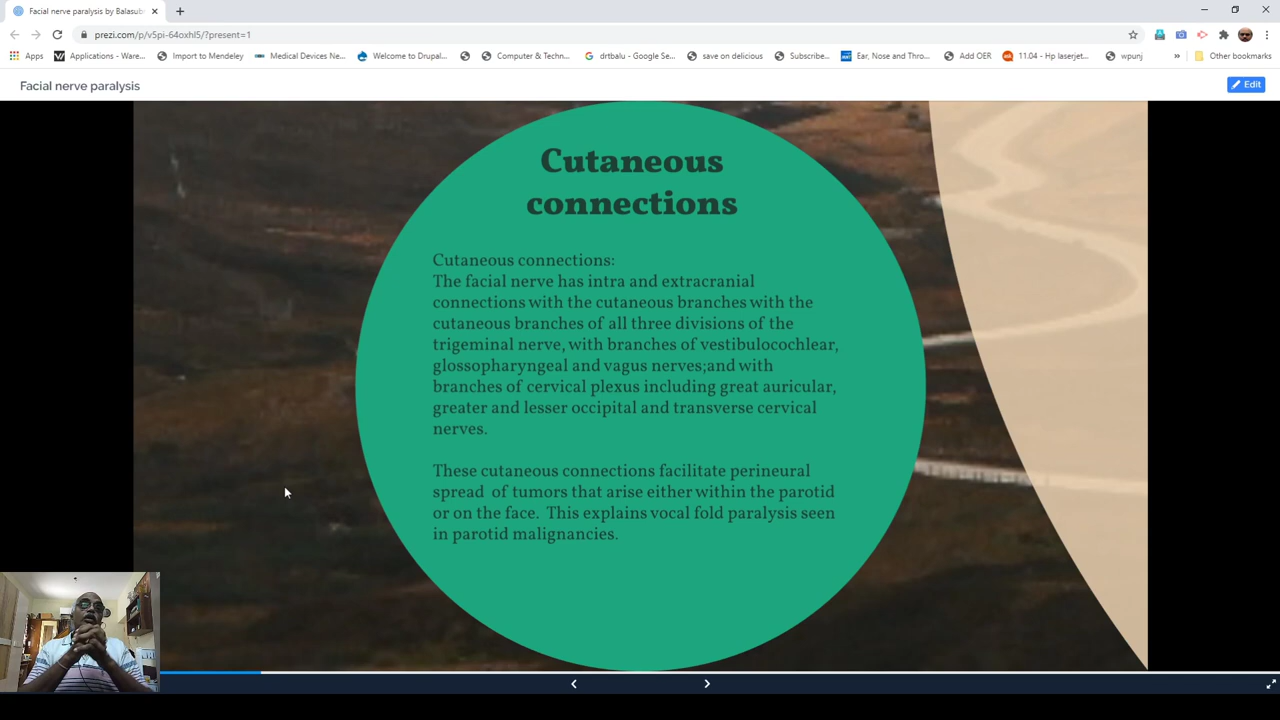 Facial nerve paralysis by Balasub
prezi.com/p/v5pi-64oxhl5/?present=1
Apps
Applications - Ware...
Import to Mendeley
Medical Devices Ne...
Welcome to Drupal...
Computer & Techn...
drtbalu - Google Se...
save on delicious
Subscribe...
Ear, Nose and Thro...
Add OER
11.04 - Hp laserjet...
wpunj
»
Other bookmarks
Facial nerve paralysis
Edit
Cutaneous
connections
Cutaneous connections:
The facial nerve has intra and extracranial
connections with the cutaneous branches with the
cutaneous branches of all three divisions of the
trigeminal nerve, with branches of vestibulocochlear,
glossopharyngeal and vagus nerves;and with
branches of cervical plexus including great auricular,
greater and lesser occipital and transverse cervical
nerves.
These cutaneous connections facilitate perineural
spread of tumors that arise either within the parotid
or on the face. This explains vocal fold paralysis seen
in parotid malignancies.